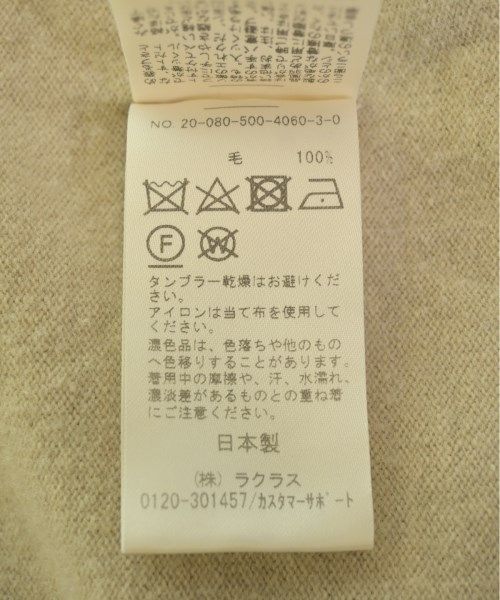 NO. 20-080-500-4060-3-0
毛 100%
F W
タンブラー乾燥はお避けくだ
さい。
アイロンは当て布を使用して
ください。
濃色品は、色落ちや他のもの
へ色移りすることがあります。
着用中の摩擦や、汗、水濡れ、
濃淡差があるものとの重ね着
にご注意ください。
日本製
(株) ラクラス
0120-301457/カスタマーサポート